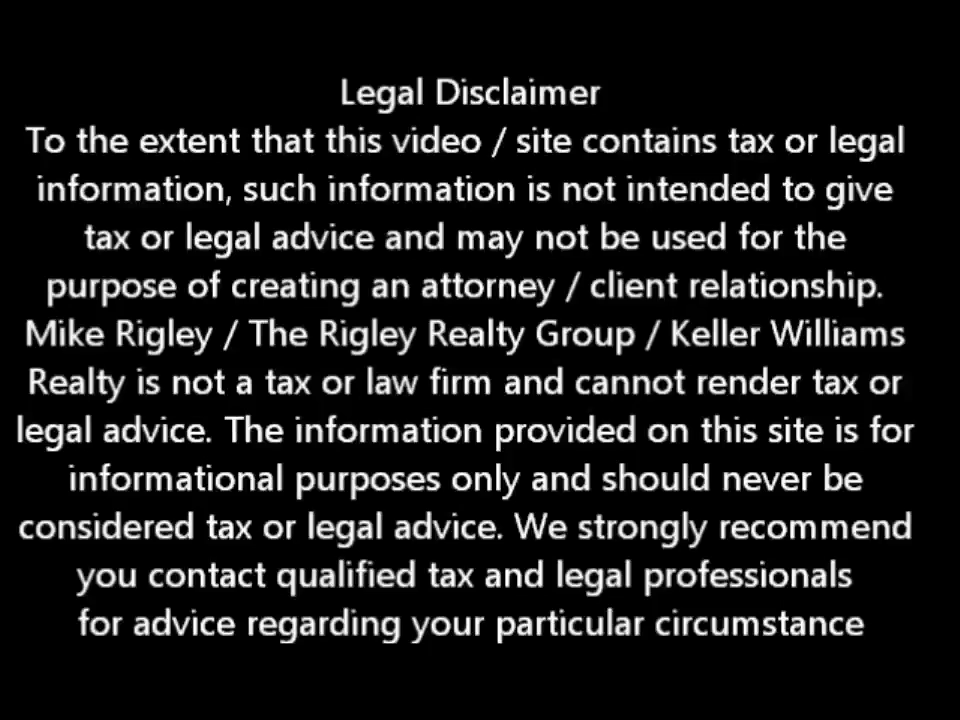 Legal Disclaimer
To the extent that this video / site contains tax or legal
information, such information is not intended to give
tax or legal advice and may not be used for the
purpose of creating an attorney / client relationship.
Mike Rigley / The Rigley Realty Group / Keller Williams
Realty is not a tax or law firm and cannot render tax or
legal advice. The information provided on this site is for
informational purposes only and should never be
considered tax or legal advice. We strongly recommend
you contact qualified tax and legal professionals
for advice regarding your particular circumstance